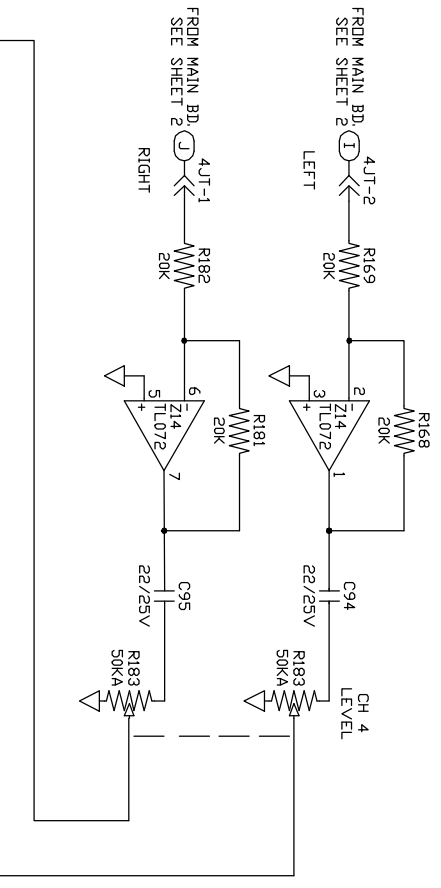 FROM MAIN BD.
SEE SHEET 2
I
4JT-2
LEFT
R169
20K
R168
20K
2
3
-
+
Z14
TL072
1
C94
22/25V
CH 4
LEVEL
R183
50KA
FROM MAIN BD.
SEE SHEET 2
J
4JT-1
RIGHT
R182
20K
R181
20K
6
5
-
+
Z14
TL072
7
C95
22/25V
R183
50KA